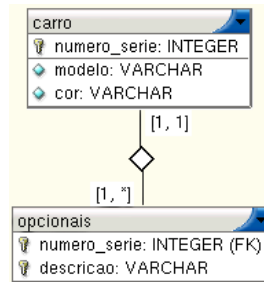 carro
numero_serie: INTEGER
modelo: VARCHAR
cor: VARCHAR
[1, 1]
[1, *]
opcionais
numero_serie: INTEGER (FK)
descricao: VARCHAR